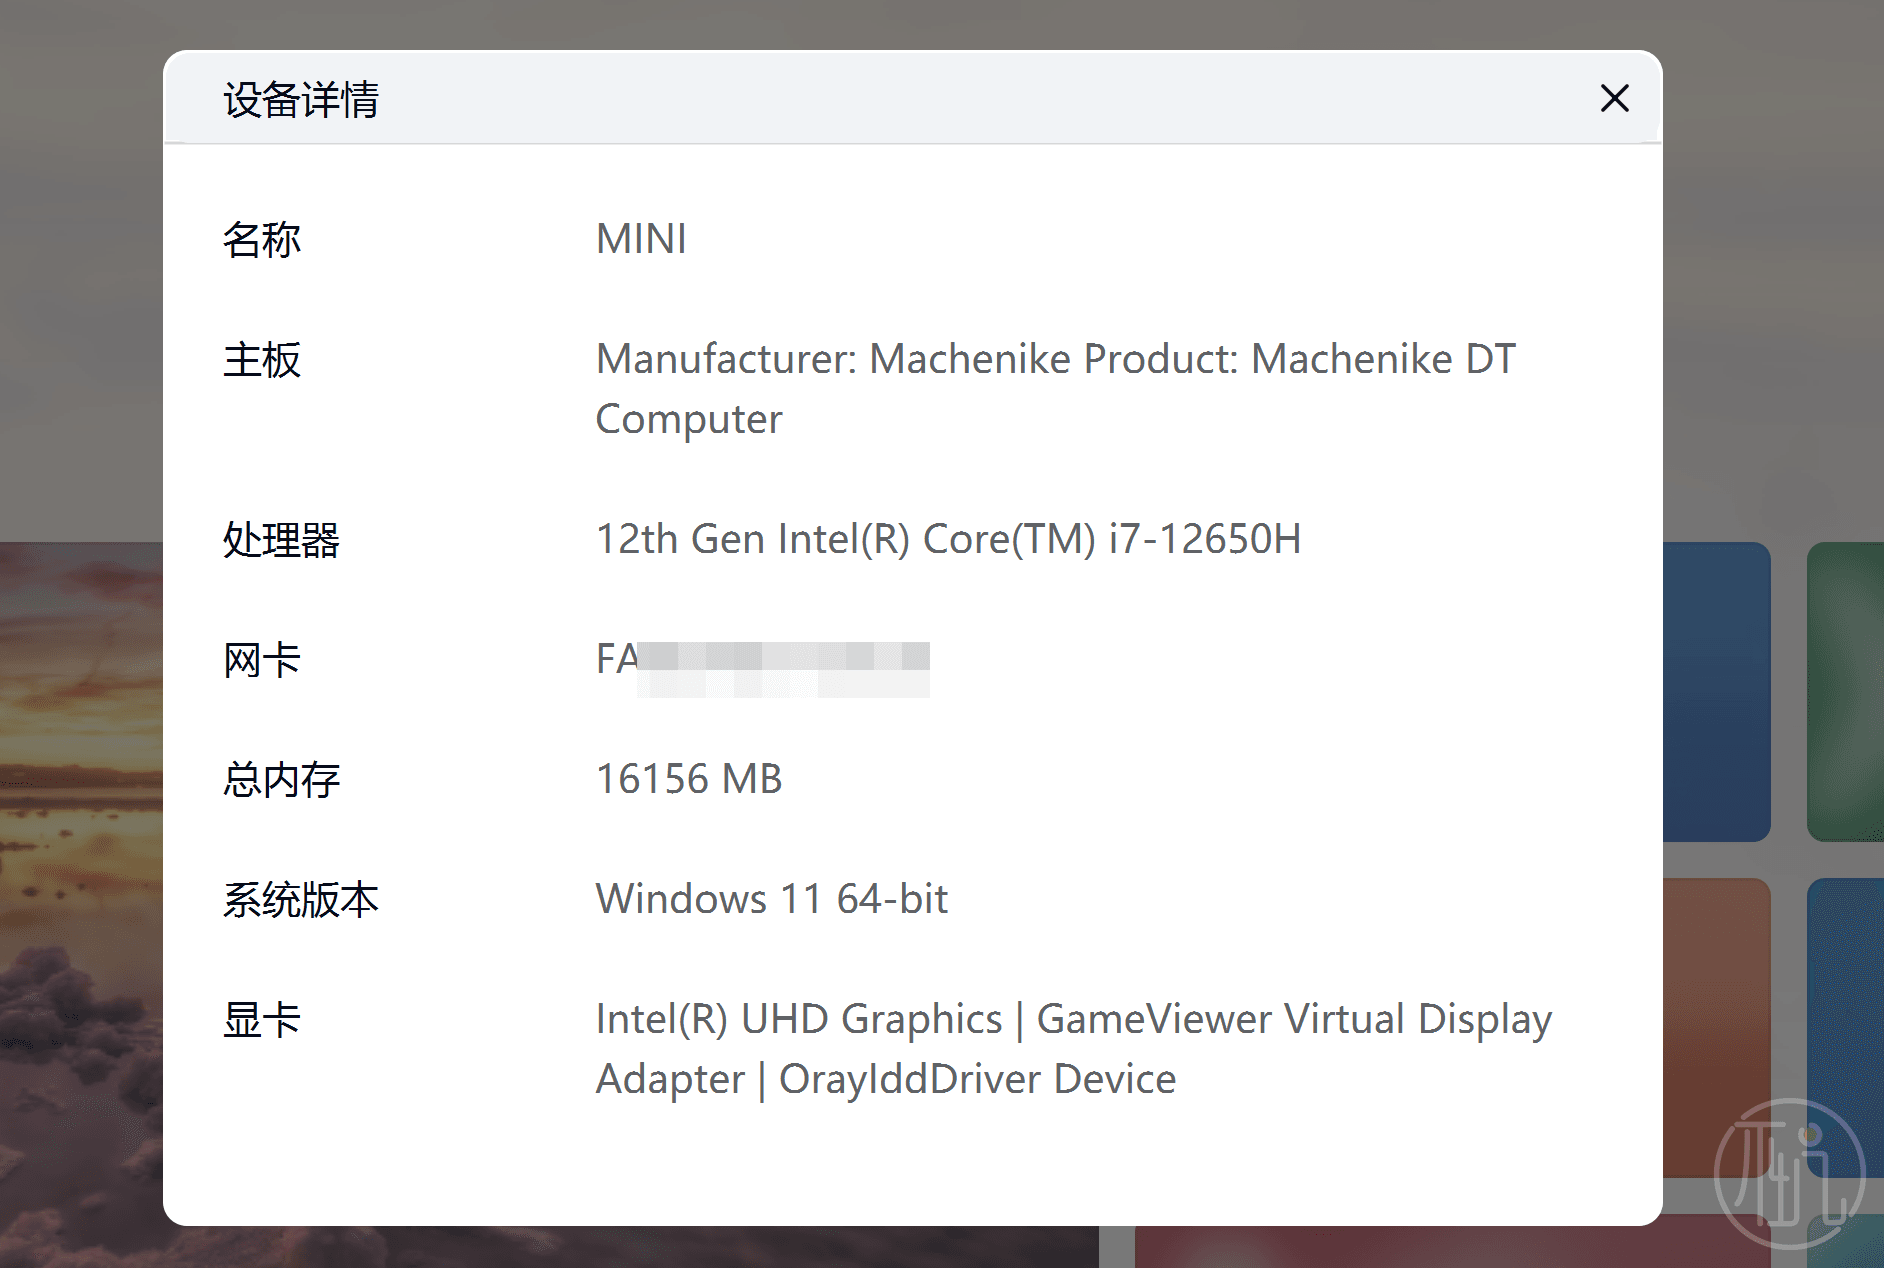 设备详情
名称 MINI
主板 Manufacturer: Machenike Product: Machenike DT
Computer
处理器 12th Gen Intel(R) Core(TM) i7-12650H
网卡 FA
总内存 16156 MB
系统版本 Windows 11 64-bit
显卡 Intel(R) UHD Graphics | GameViewer Virtual Display
Adapter | OrayIddDriver Device